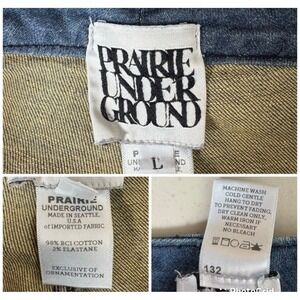 PRAIRIE
UNDER
GROUND
L
PRAIRIE
UNDERGROUND
MADE IN SEATTLE,
U.S.A
of IMPORTED FABRIC
98% BCI COTTON
2% ELASTANE
EXCLUSIVE OF
ORNAMENTATION
MACHINE WASH
COLD GENTLE
HANG TO DRY
TO PREVENT FADING,
DRY CLEAN ONLY.
WARM IRON IF
NECESSARY
NO BLEACH
132
PhotoGrid